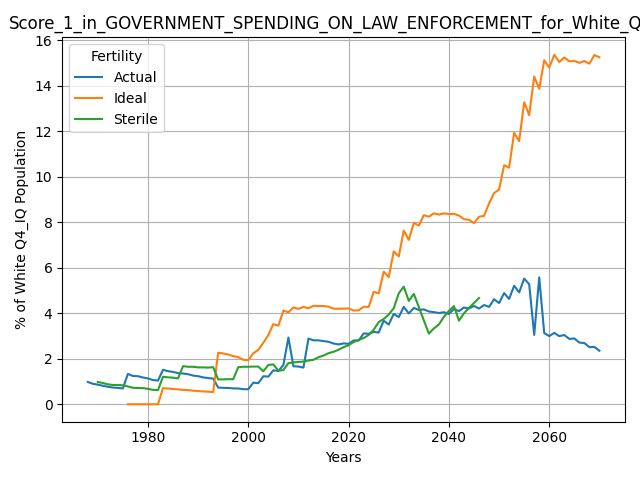 Score_1_in_GOVERNMENT_SPENDING_ON_LAW_ENFORCEMENT_for_White_Q
Fertility
Actual
Ideal
Sterile
% of White Q4_IQ Population
16
14
12
10
8
6
4
2
0
1980 2000 2020 2040 2060
Years